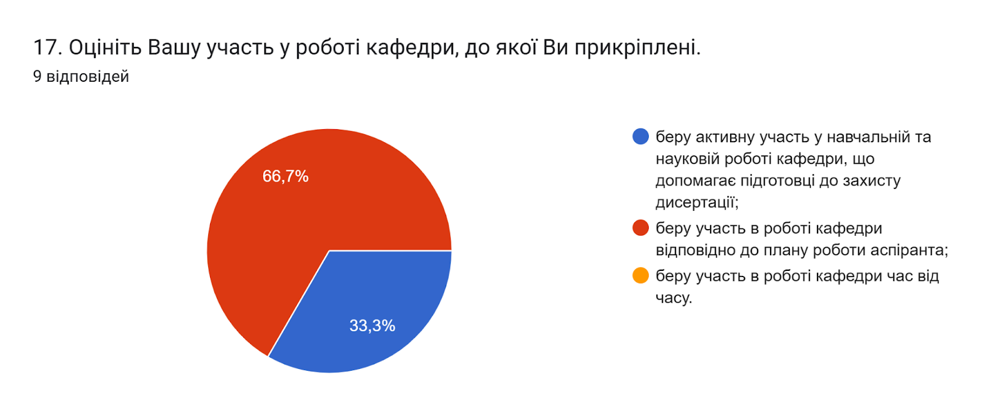 17. Оцініть Вашу участь у роботі кафедри, до якої Ви прикріплені.
9 відповідей
66,7%
33,3%
беру активну участь у навчальній та
науковій роботі кафедри, що
допомагає підготовці до захисту
дисертації;
беру участь в роботі кафедри
відповідно до плану роботи аспіранта;
беру участь в роботі кафедри час від
часу.